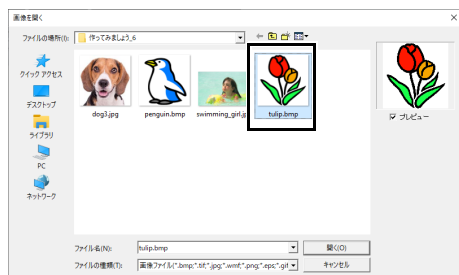 画像を開く
ファイルの場所(I):
作ってみましょう_6
クイック アクセス
デスクトップ
ライブラリ
PC
ネットワーク
dog3.jpg
penguin.bmp
swimming_girl.jp
tulip.bmp
プレビュー
ファイル名(N):
tulip.bmp
開く(O)
ファイルの種類(T):
画像ファイル(*.bmp;*.tif;*.jpg;*.wmf;*.png;*.eps;*.gif
キャンセル